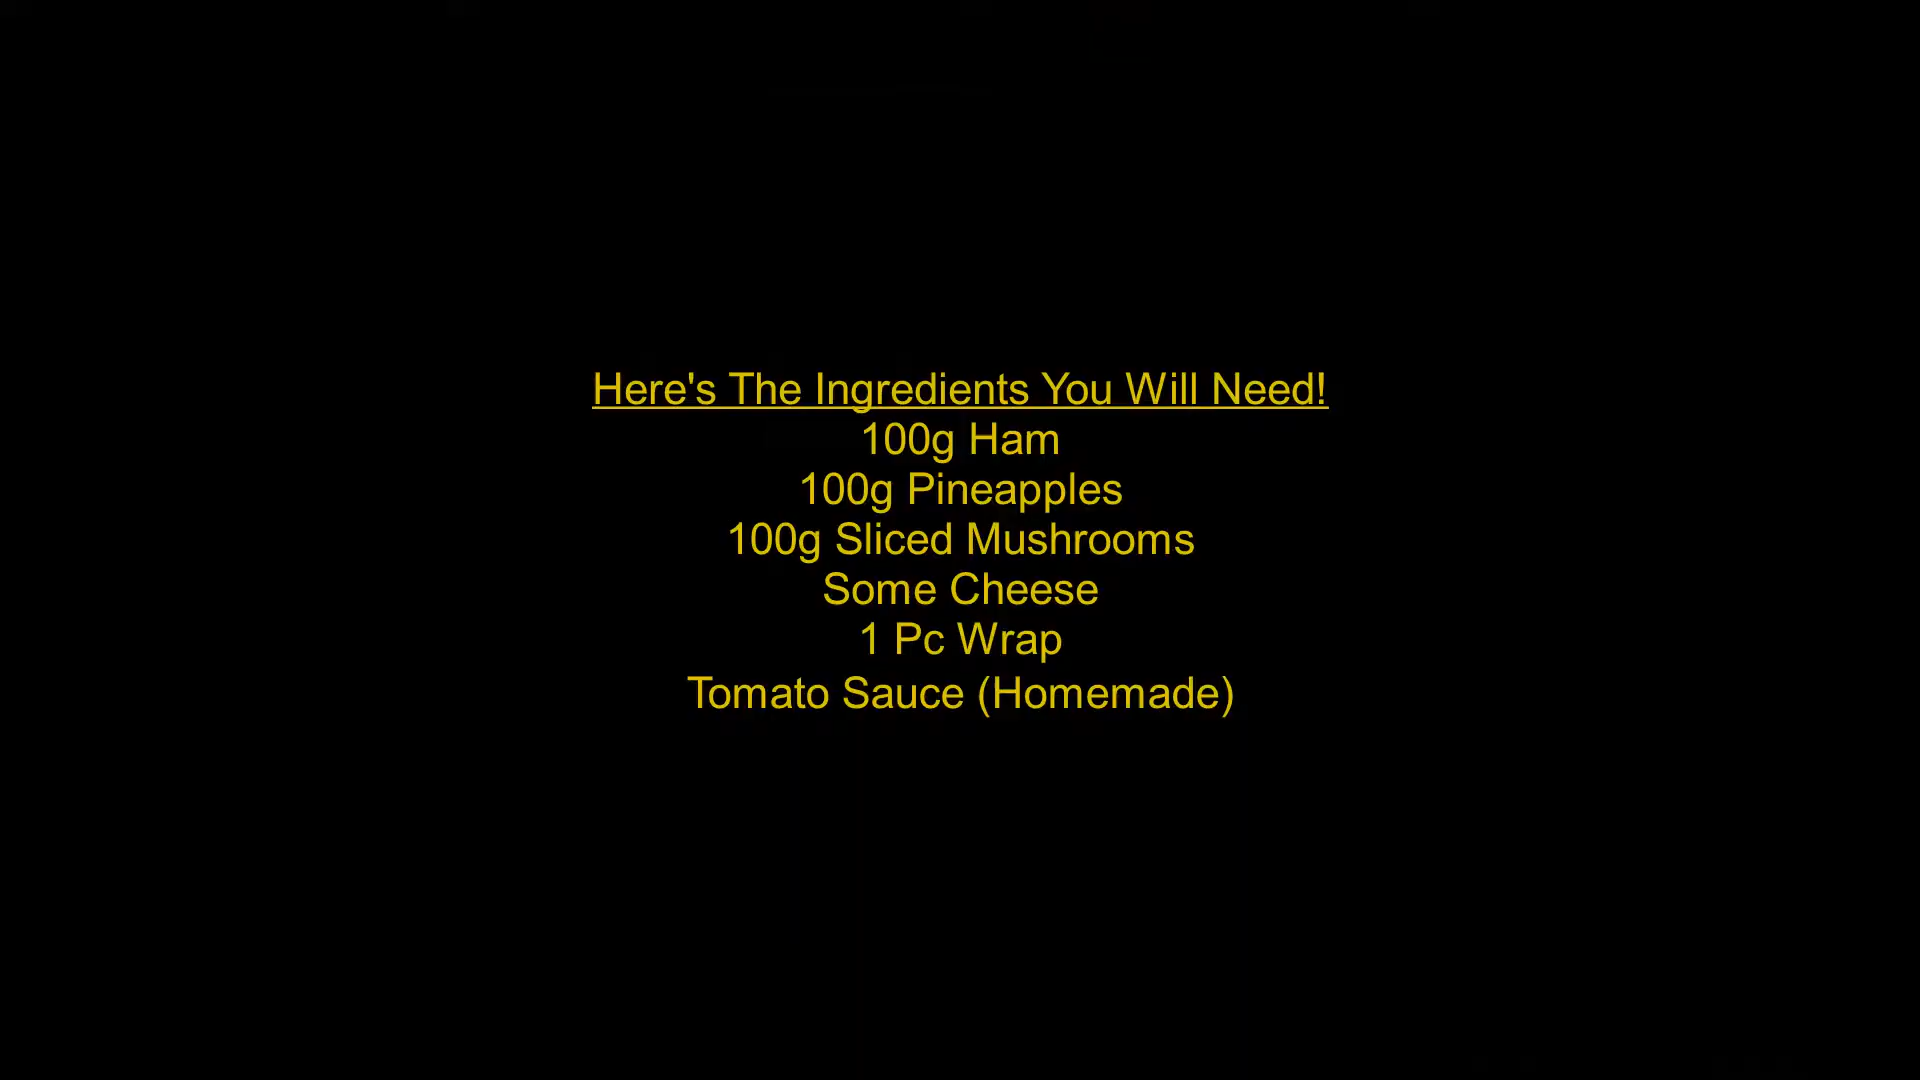 Here's The Ingredients You Will Need!
100g Ham
100g Pineapples
100g Sliced Mushrooms
Some Cheese
1 Pc Wrap
Tomato Sauce (Homemade)